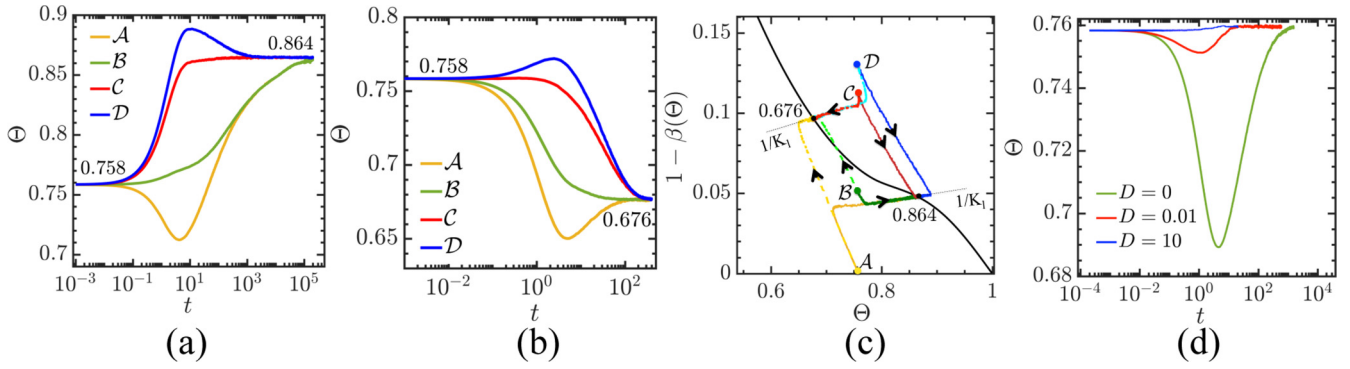 0.9
0.85
0.8
0.75
0.7
Θ
𝒜
ℬ
𝒞
𝒟
0.864
0.758
10⁻³ 10⁻¹ 10¹ 10³ 10⁵
t
(a)
0.8
0.75
0.7
0.65
Θ
0.758
𝒜
ℬ
𝒞
𝒟
0.676
10⁻² 10⁰ 10²
t
(b)
0.15
0.1
0.05
0
1 − β(Θ)
𝒟
𝒞
0.676
1/K₁
ℬ
1/K₁
0.864
𝒜
0.6 0.8 1
Θ
(c)
0.76
0.74
0.72
0.7
0.68
Θ
D = 0
D = 0.01
D = 10
10⁻⁴ 10⁻² 10⁰ 10² 10⁴
t
(d)